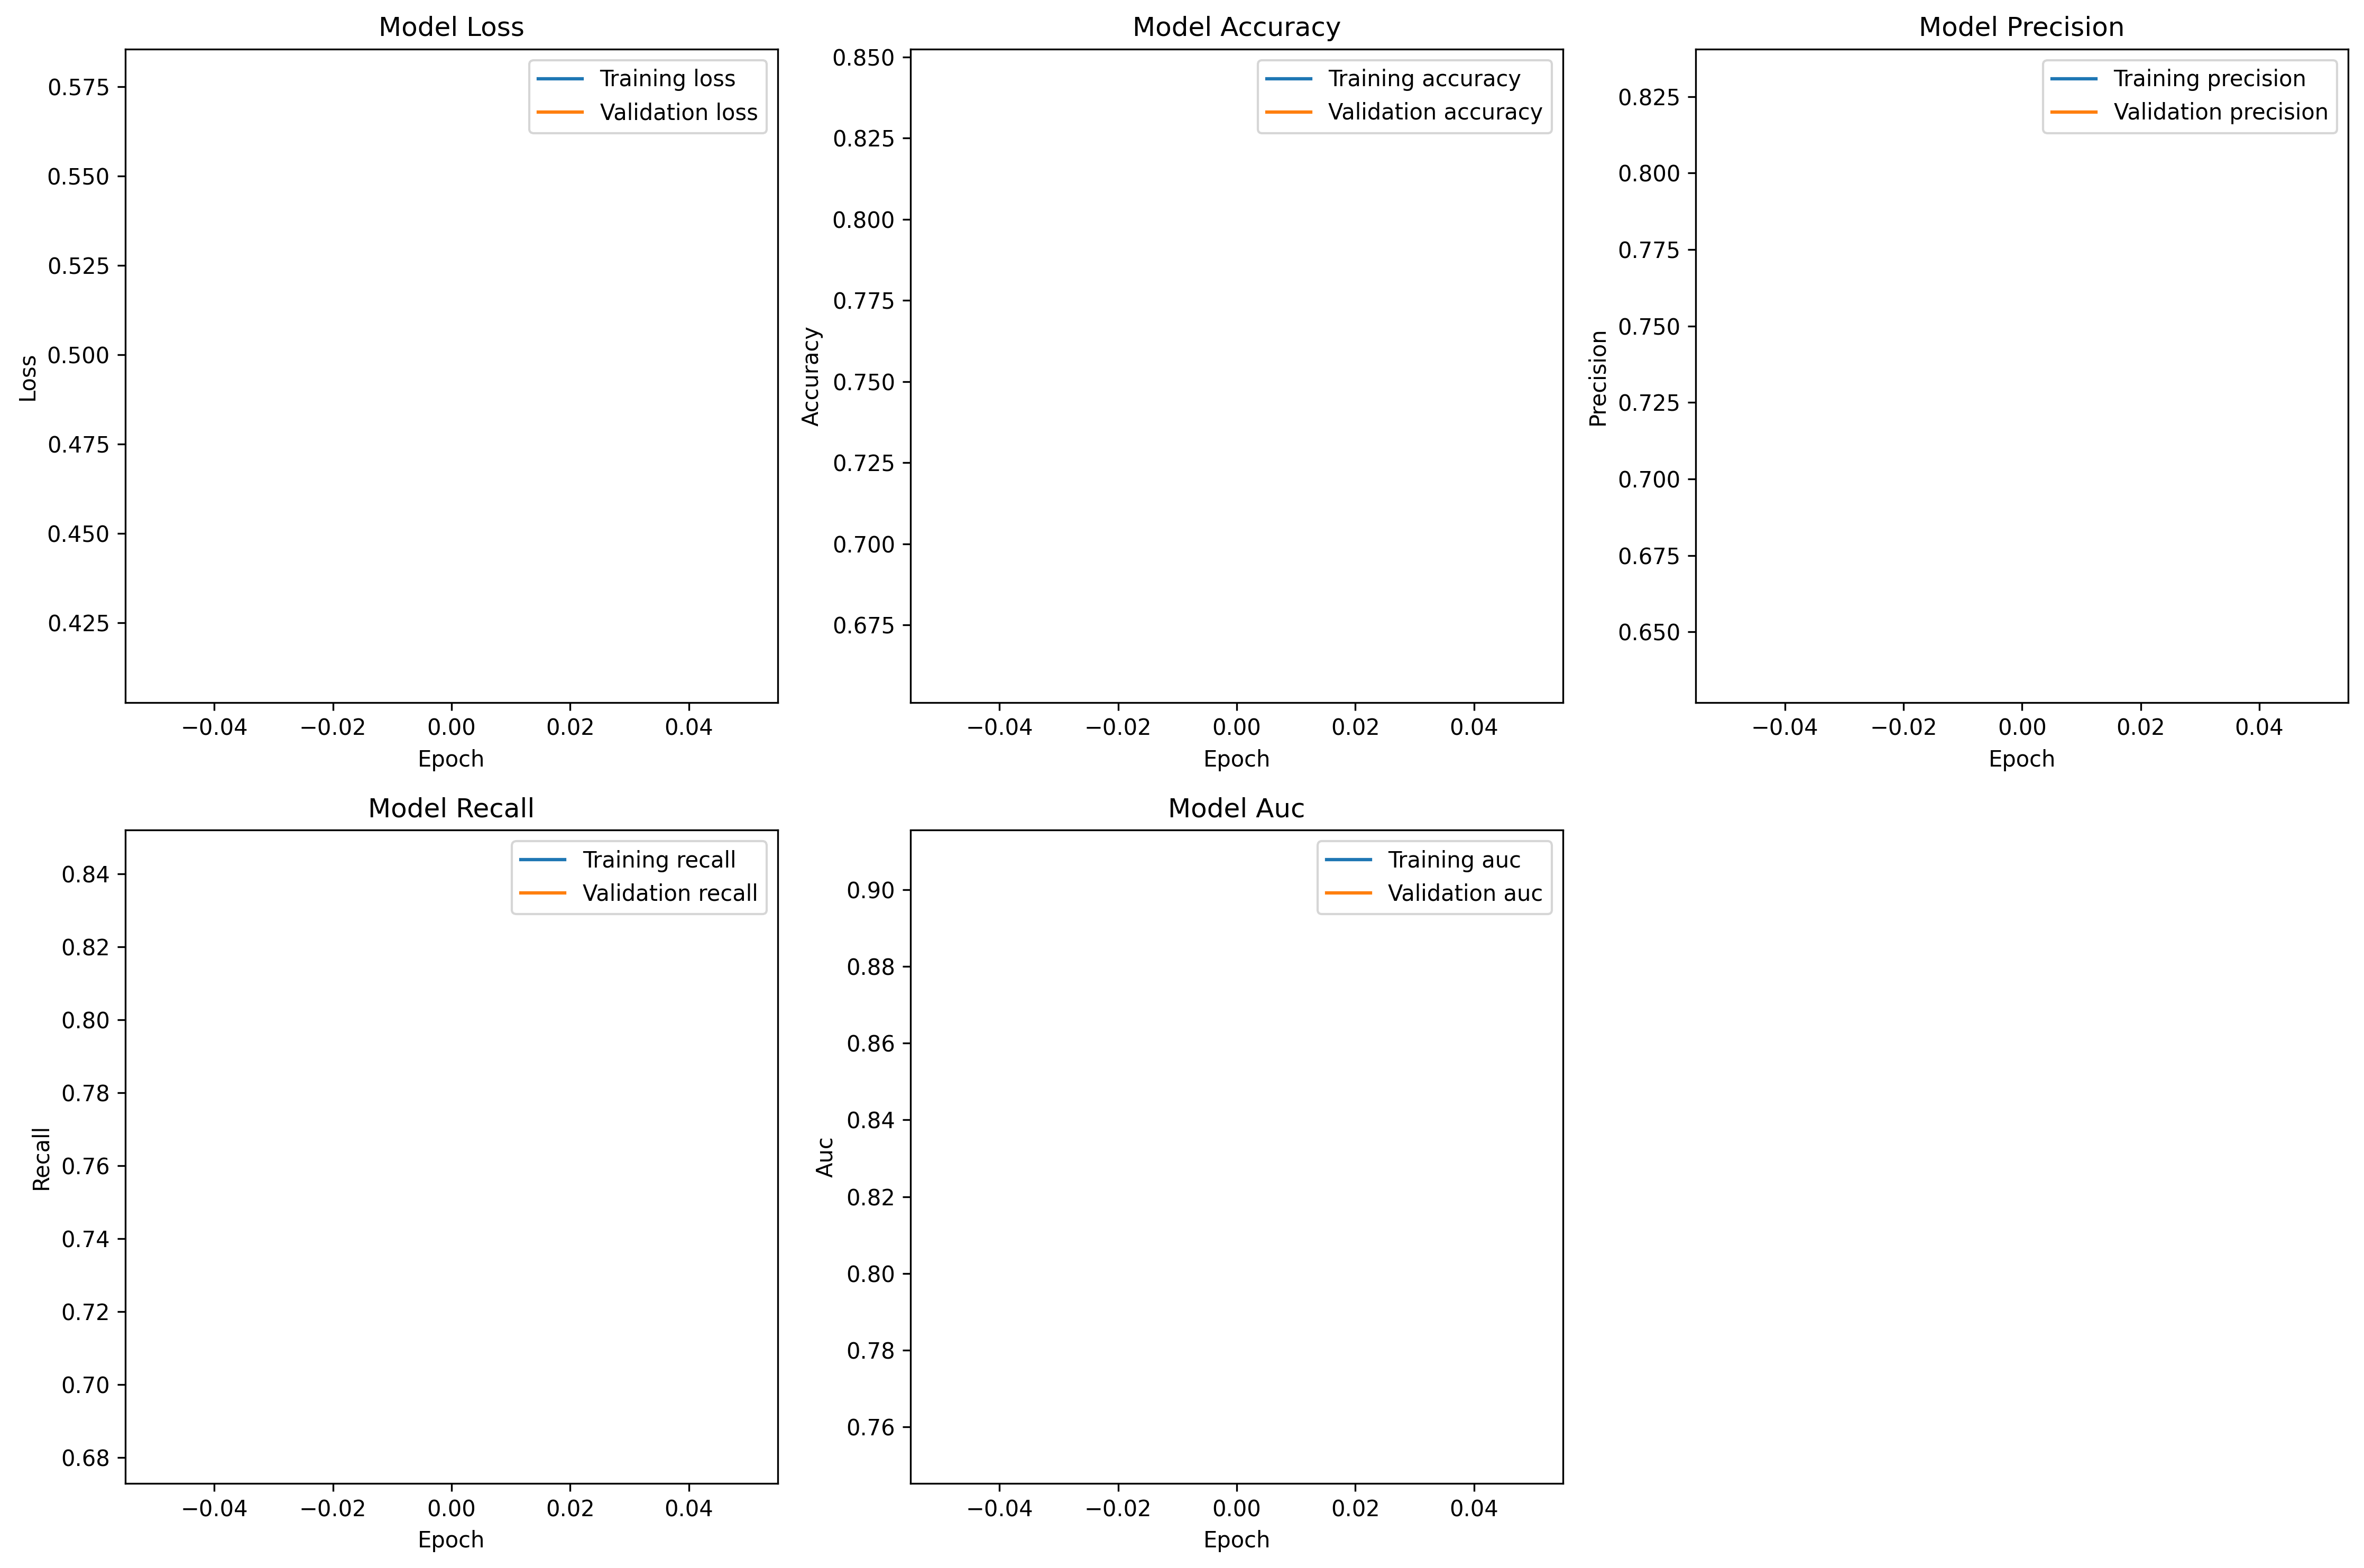 Model Loss
Training loss
Validation loss
0.575
0.550
0.525
0.500
0.475
0.450
0.425
Loss
−0.04 −0.02 0.00 0.02 0.04
Epoch
Model Accuracy
Training accuracy
Validation accuracy
0.850
0.825
0.800
0.775
0.750
0.725
0.700
0.675
Accuracy
−0.04 −0.02 0.00 0.02 0.04
Epoch
Model Precision
Training precision
Validation precision
0.825
0.800
0.775
0.750
0.725
0.700
0.675
0.650
Precision
−0.04 −0.02 0.00 0.02 0.04
Epoch
Model Recall
Training recall
Validation recall
0.84
0.82
0.80
0.78
0.76
0.74
0.72
0.70
0.68
Recall
−0.04 −0.02 0.00 0.02 0.04
Epoch
Model Auc
Training auc
Validation auc
0.90
0.88
0.86
0.84
0.82
0.80
0.78
0.76
Auc
−0.04 −0.02 0.00 0.02 0.04
Epoch